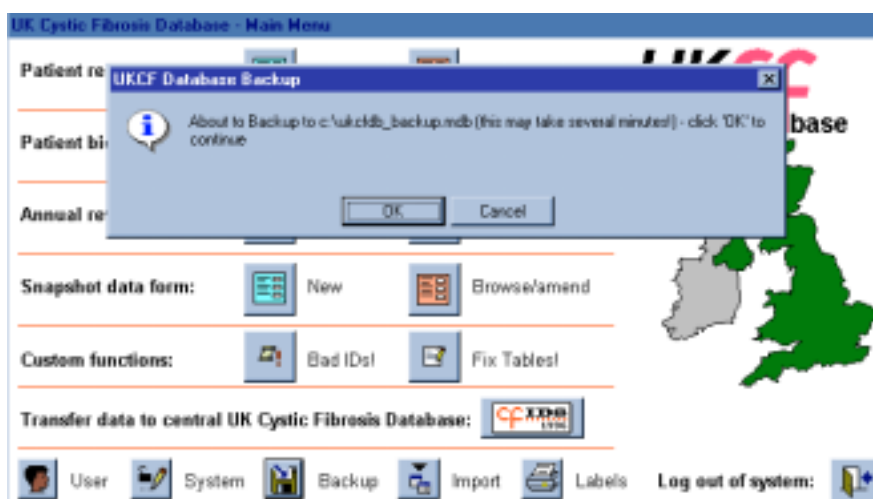 UK Cystic Fibrosis Database - Main Menu
Patient re
UKCF Database Backup
About to Backup to c:\ukcfdb_backup.mdb (this may take several minutes!) - click 'OK' to
continue
base
Patient bi
OK Cancel
Annual re
Snapshot data form: New Browse/amend
Custom functions: Bad IDs! Fix Tables!
Transfer data to central UK Cystic Fibrosis Database:
User System Backup Import Labels Log out of system: